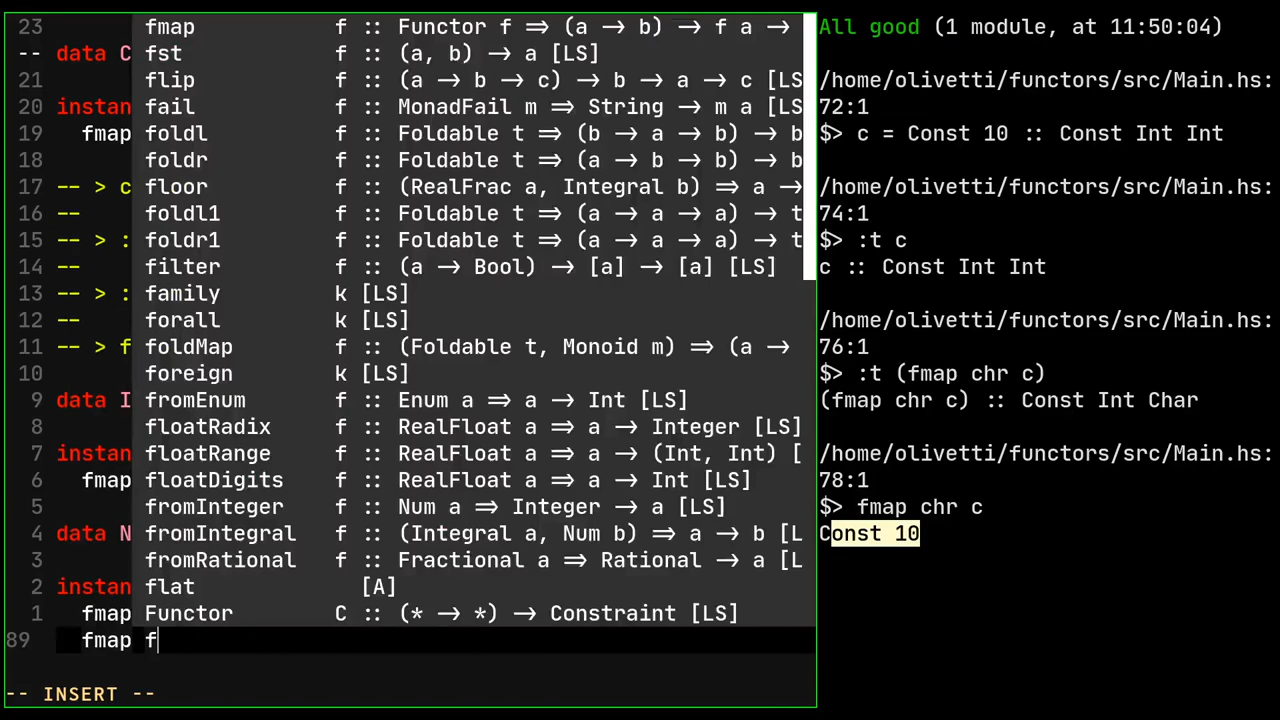 23 fmap f :: Functor f ⇒ (a → b) → f a →
-- data C fst f :: (a, b) → a [LS]
21 flip f :: (a → b → c) → b → a → c [LS
20 instan fail f :: MonadFail m ⇒ String → m a [LS
19 fmap foldl f :: Foldable t ⇒ (b → a → b) → b
18 foldr f :: Foldable t ⇒ (a → b → b) → b
17 -- > c floor f :: (RealFrac a, Integral b) ⇒ a →
16 -- foldl1 f :: Foldable t ⇒ (a → a → a) → t
15 -- > : foldr1 f :: Foldable t ⇒ (a → a → a) → t
14 -- filter f :: (a → Bool) → [a] → [a] [LS]
13 -- > : family k [LS]
12 -- forall k [LS]
11 -- > f foldMap f :: (Foldable t, Monoid m) ⇒ (a →
10 foreign k [LS]
9 data I fromEnum f :: Enum a ⇒ a → Int [LS]
8 floatRadix f :: RealFloat a ⇒ a → Integer [LS]
7 instan floatRange f :: RealFloat a ⇒ a → (Int, Int) [
6 fmap floatDigits f :: RealFloat a ⇒ a → Int [LS]
5 fromInteger f :: Num a ⇒ Integer → a [LS]
4 data N fromIntegral f :: (Integral a, Num b) ⇒ a → b [L
3 fromRational f :: Fractional a ⇒ Rational → a [LS
2 instan flat [A]
1 fmap Functor C :: (* → *) → Constraint [LS]
89 fmap f
-- INSERT --
All good (1 module, at 11:50:04)
/home/olivetti/functors/src/Main.hs:
72:1
$> c = Const 10 :: Const Int Int
/home/olivetti/functors/src/Main.hs:
74:1
$> :t c
c :: Const Int Int
/home/olivetti/functors/src/Main.hs:
76:1
$> :t (fmap chr c)
(fmap chr c) :: Const Int Char
/home/olivetti/functors/src/Main.hs:
78:1
$> fmap chr c
Const 10